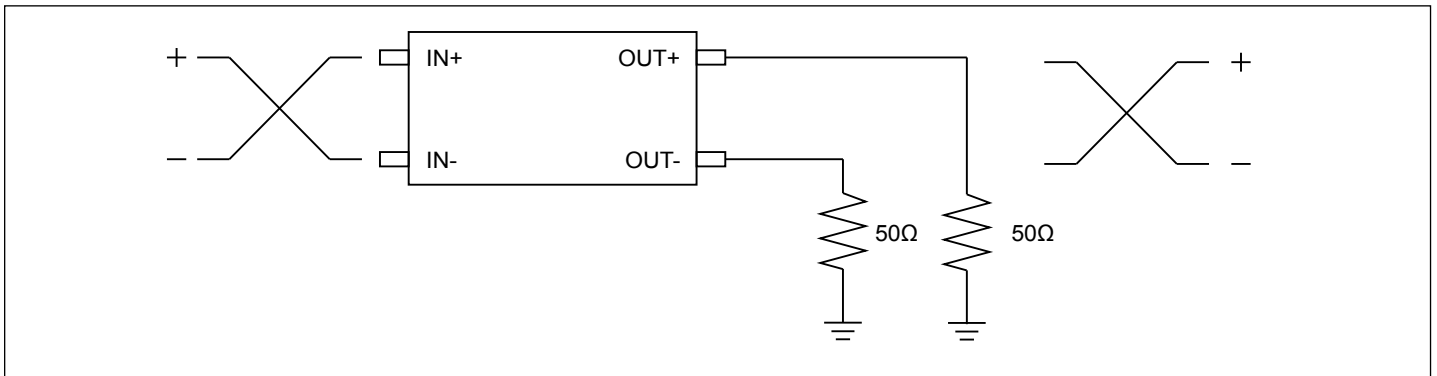 + IN+ OUT+ +
− IN- OUT- −
50Ω 50Ω